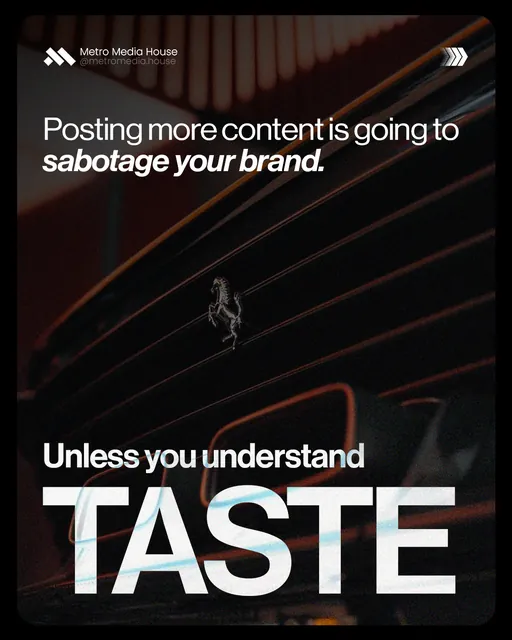 Metro Media House
@metromedia.house
Posting more content is going to
sabotage your brand.
Unless you understand
TASTE